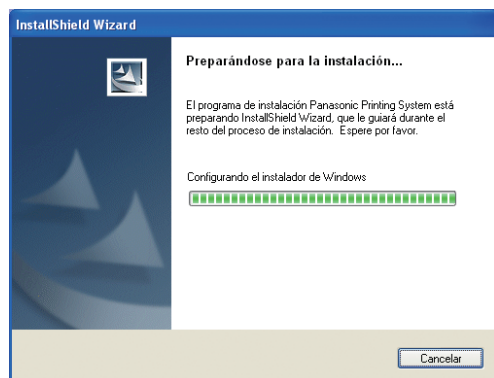 InstallShield Wizard
Preparándose para la instalación...
El programa de instalación Panasonic Printing System está
preparando InstallShield Wizard, que le guiará durante el
resto del proceso de instalación. Espere por favor.
Configurando el instalador de Windows
Cancelar